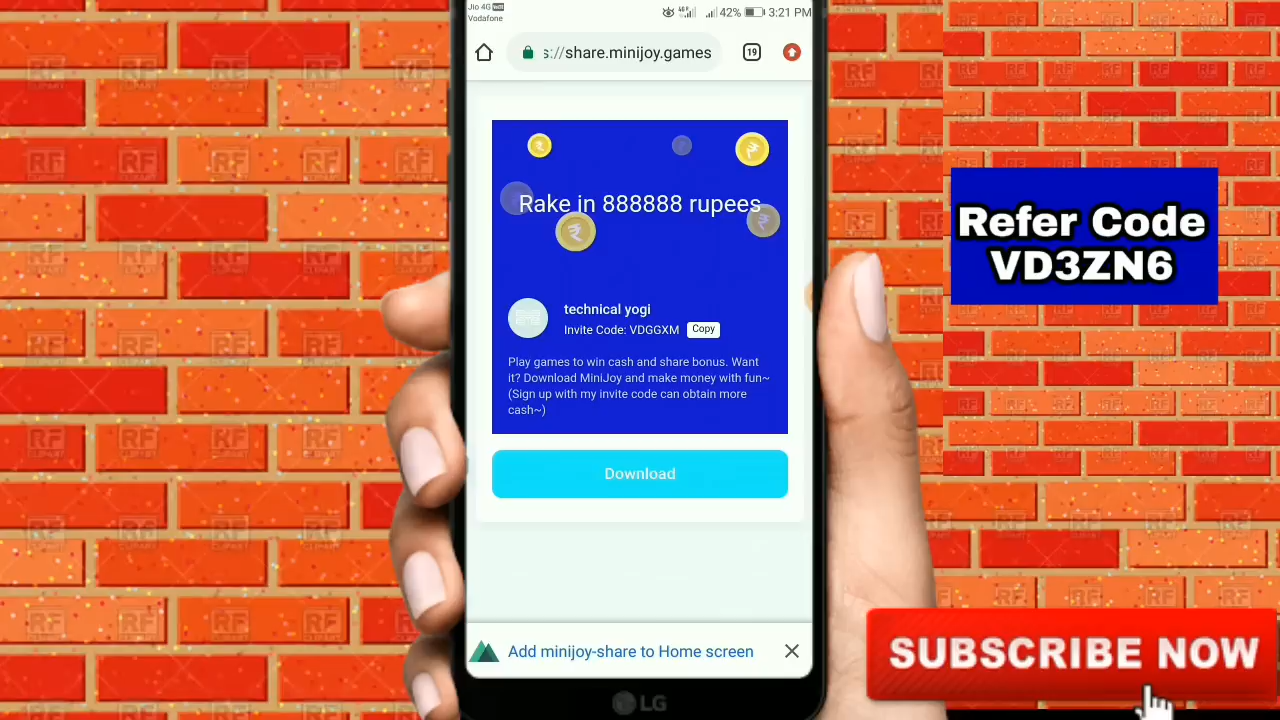 Jio 4G VoLTE
Vodafone
42% 3:21 PM
s://share.minijoy.games
19
Rake in 888888 rupees
technical yogi
Invite Code: VDGGXM Copy
Play games to win cash and share bonus. Want
it? Download MiniJoy and make money with fun~
(Sign up with my invite code can obtain more
cash~)
Download
Add minijoy-share to Home screen
LG
Refer Code
VD3ZN6
SUBSCRIBE NOW